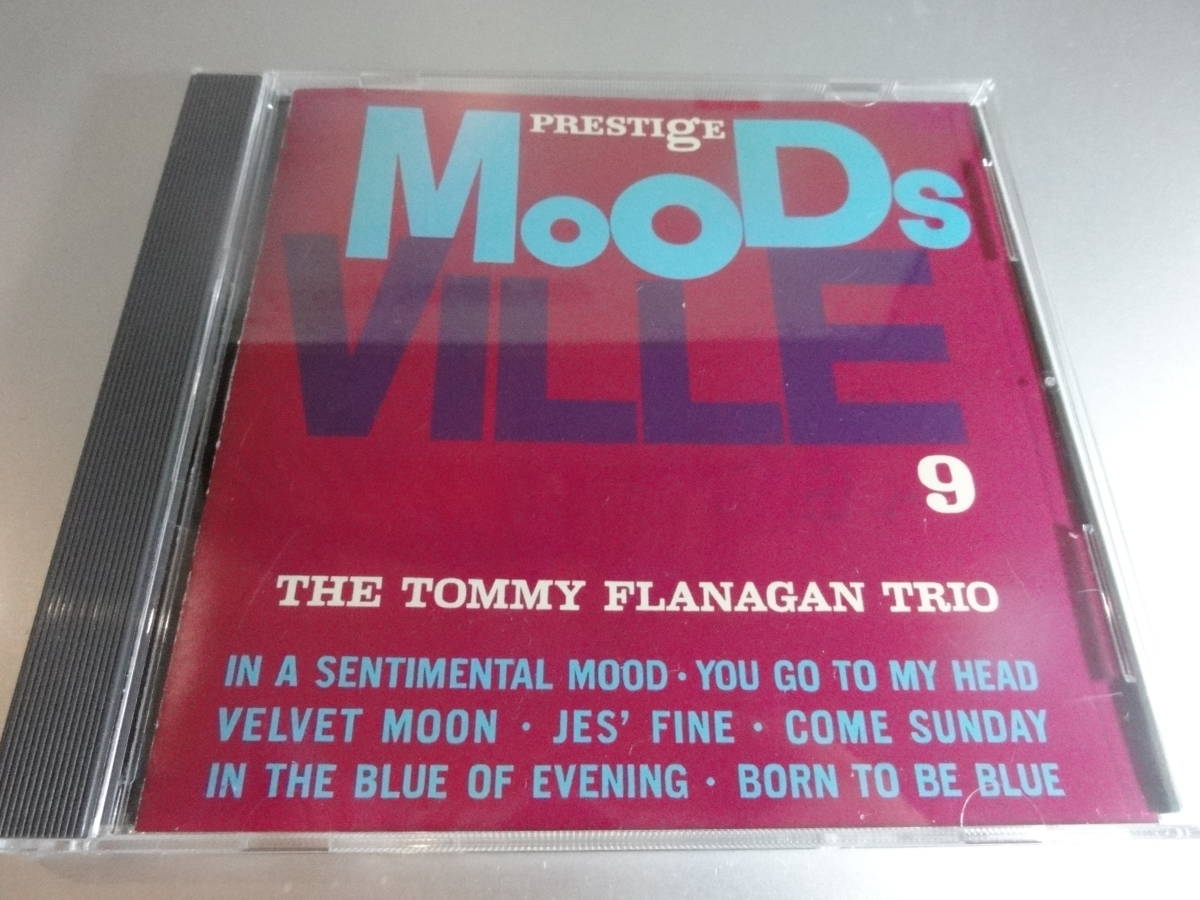 PRESTIgE
MOODS
VILLE
9
THE TOMMY FLANAGAN TRIO
IN A SENTIMENTAL MOOD · YOU GO TO MY HEAD
VELVET MOON · JES' FINE · COME SUNDAY
IN THE BLUE OF EVENING · BORN TO BE BLUE